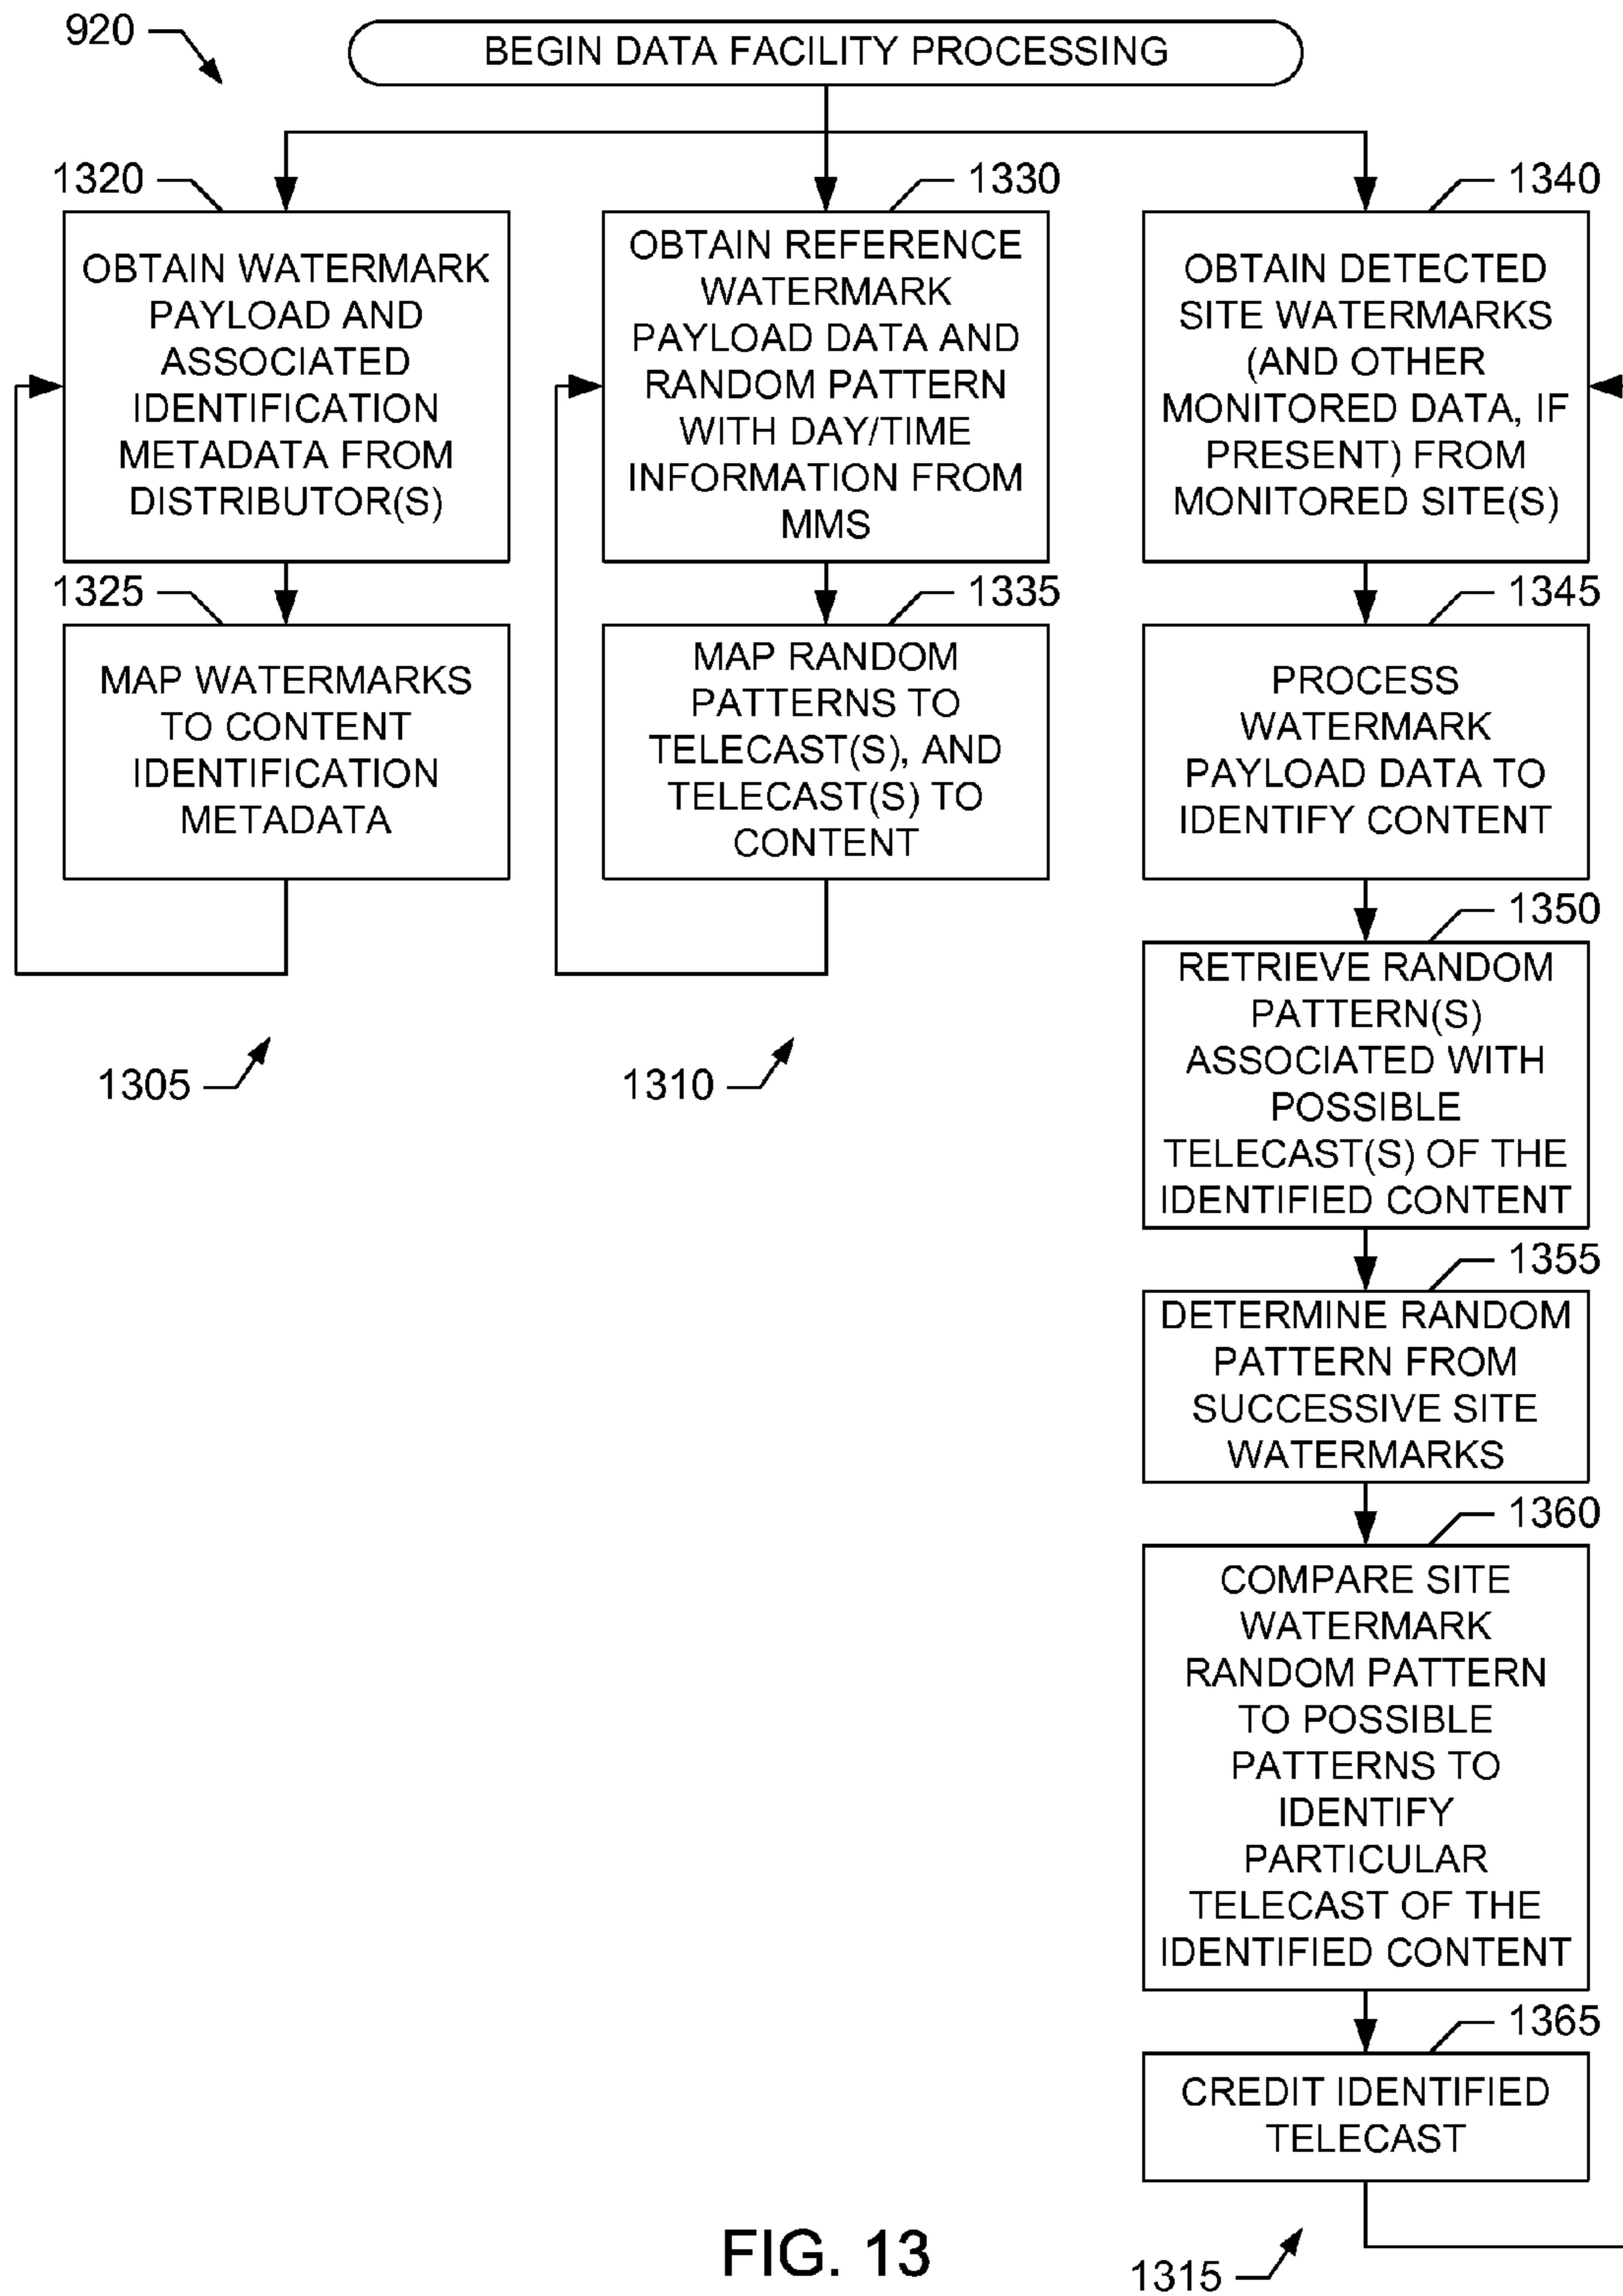 920
BEGIN DATA FACILITY PROCESSING
1320
OBTAIN WATERMARK
PAYLOAD AND
ASSOCIATED
IDENTIFICATION
METADATA FROM
DISTRIBUTOR(S)
1325
MAP WATERMARKS
TO CONTENT
IDENTIFICATION
METADATA
1305
1330
OBTAIN REFERENCE
WATERMARK
PAYLOAD DATA AND
RANDOM PATTERN
WITH DAY/TIME
INFORMATION FROM
MMS
1335
MAP RANDOM
PATTERNS TO
TELECAST(S), AND
TELECAST(S) TO
CONTENT
1310
1340
OBTAIN DETECTED
SITE WATERMARKS
(AND OTHER
MONITORED DATA, IF
PRESENT) FROM
MONITORED SITE(S)
1345
PROCESS
WATERMARK
PAYLOAD DATA TO
IDENTIFY CONTENT
1350
RETRIEVE RANDOM
PATTERN(S)
ASSOCIATED WITH
POSSIBLE
TELECAST(S) OF THE
IDENTIFIED CONTENT
1355
DETERMINE RANDOM
PATTERN FROM
SUCCESSIVE SITE
WATERMARKS
1360
COMPARE SITE
WATERMARK
RANDOM PATTERN
TO POSSIBLE
PATTERNS TO
IDENTIFY
PARTICULAR
TELECAST OF THE
IDENTIFIED CONTENT
1365
CREDIT IDENTIFIED
TELECAST
1315
FIG. 13